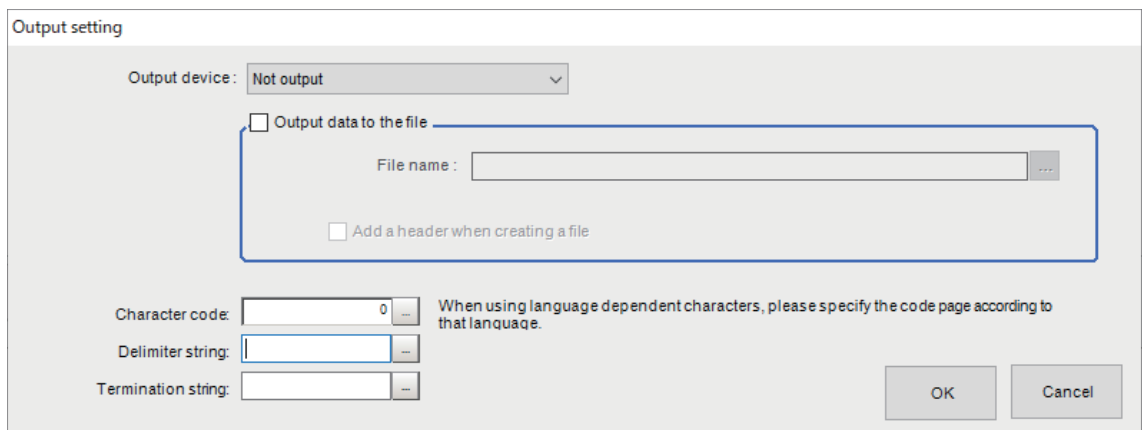 Output setting
Output device: Not output
Output data to the file
File name : ...
Add a header when creating a file
Character code: 0 ... When using language dependent characters, please specify the code page according to
that language.
Delimiter string: ...
Termination string: ...
OK Cancel